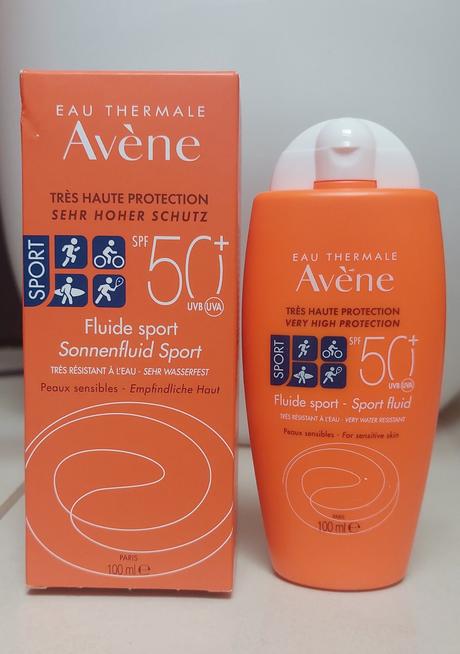 EAU THERMALE
Avène
TRÈS HAUTE PROTECTION
SEHR HOHER SCHUTZ
SPORT
SPF 50+
UVB UVA
Fluide sport
Sonnenfluid Sport
TRÈS RÉSISTANT À L'EAU - SEHR WASSERFEST
Peaux sensibles - Empfindliche Haut
PARIS
100 ml ℮
EAU THERMALE
Avène
TRÈS HAUTE PROTECTION
VERY HIGH PROTECTION
SPORT
SPF 50+
UVB UVA
Fluide sport - Sport fluid
TRÈS RÉSISTANT À L'EAU - VERY WATER RESISTANT
Peaux sensibles - For sensitive skin
PARIS
100 ml ℮